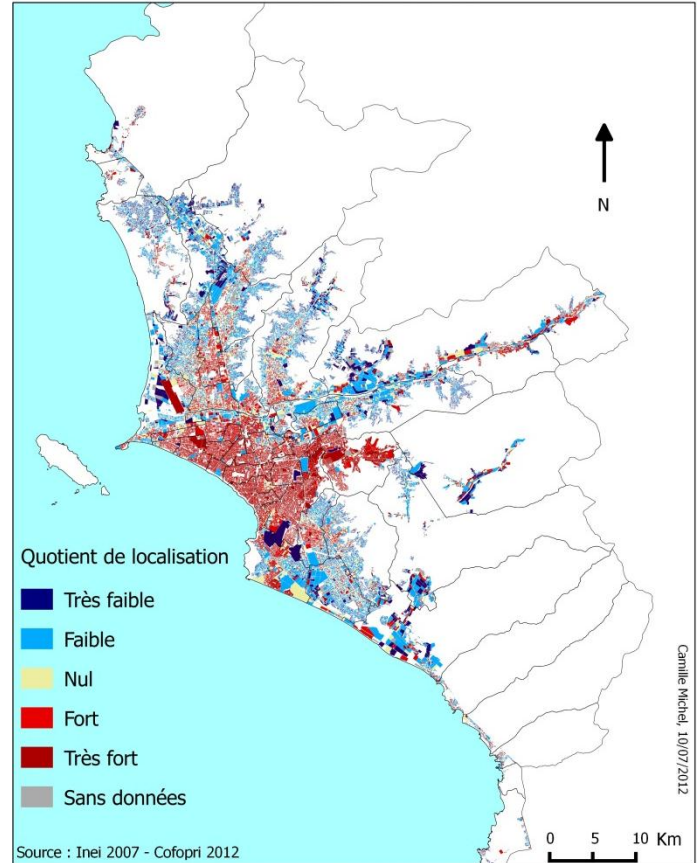 N
Quotient de localisation
Très faible
Faible
Nul
Fort
Très fort
Sans données
Camille Michel, 10/07/2012
0 5 10 Km
Source : Inei 2007 - Cofopri 2012